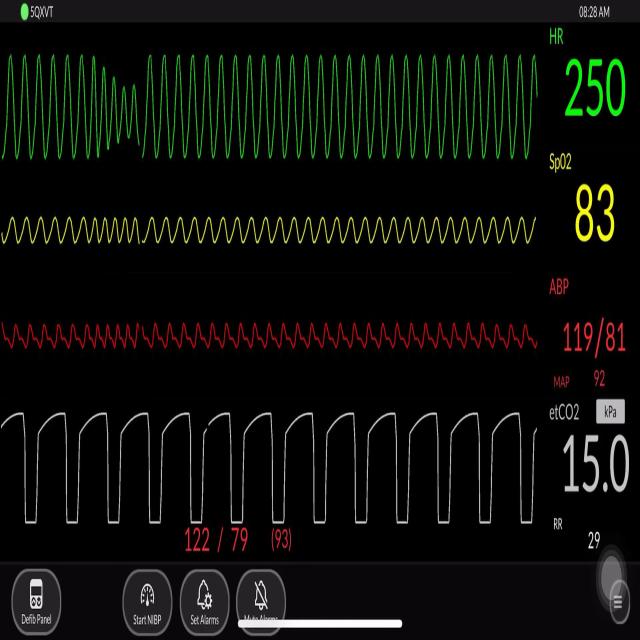 5QXVT
08:28 AM
HR
250
SpO2
83
ABP
119/81
MAP 92
etCO2 kPa
15.0
RR
29
122 / 79 (93)
Defib Panel
Start NIBP
Set Alarms
Mute Alarms